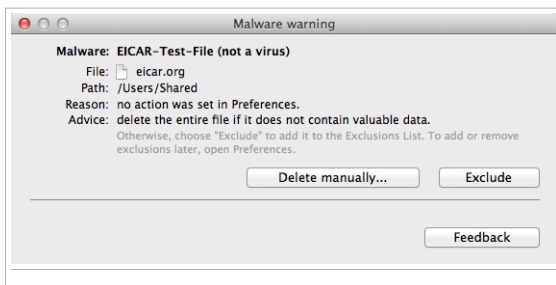 Malware warning
Malware: EICAR-Test-File (not a virus)
File: eicar.org
Path: /Users/Shared
Reason: no action was set in Preferences.
Advice: delete the entire file if it does not contain valuable data.
Otherwise, choose "Exclude" to add it to the Exclusions List. To add or remove
exclusions later, open Preferences.
Delete manually... Exclude
Feedback